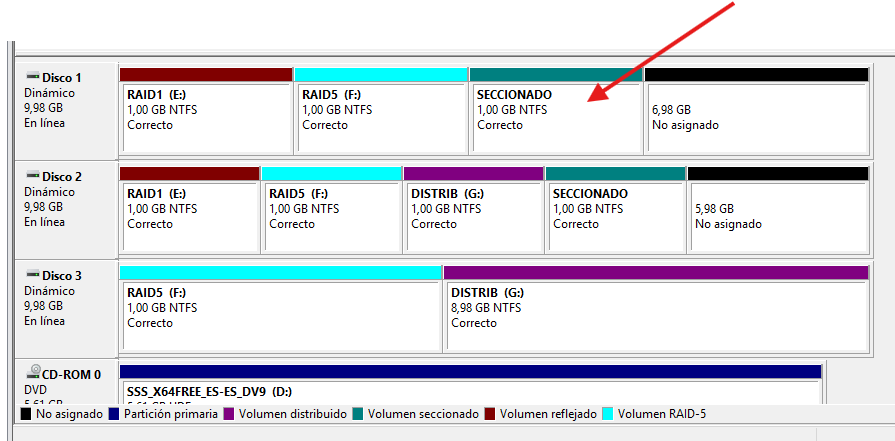 Disco 1
Dinámico
9,98 GB
En línea
RAID1 (E:)
1,00 GB NTFS
Correcto
RAID5 (F:)
1,00 GB NTFS
Correcto
SECCIONADO
1,00 GB NTFS
Correcto
6,98 GB
No asignado
Disco 2
Dinámico
9,98 GB
En línea
RAID1 (E:)
1,00 GB NTFS
Correcto
RAID5 (F:)
1,00 GB NTFS
Correcto
DISTRIB (G:)
1,00 GB NTFS
Correcto
SECCIONADO
1,00 GB NTFS
Correcto
5,98 GB
No asignado
Disco 3
Dinámico
9,98 GB
En línea
RAID5 (F:)
1,00 GB NTFS
Correcto
DISTRIB (G:)
8,98 GB NTFS
Correcto
CD-ROM 0
DVD
SSS_X64FREE_ES-ES_DV9 (D:)
No asignado Partición primaria Volumen distribuido Volumen seccionado Volumen reflejado Volumen RAID-5